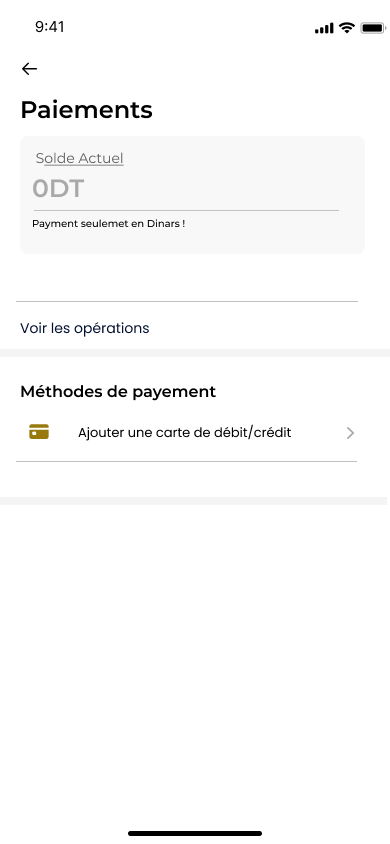 9:41
Paiements
Solde Actuel
0DT
Payment seulemet en Dinars !
Voir les opérations
Méthodes de payement
Ajouter une carte de débit/crédit